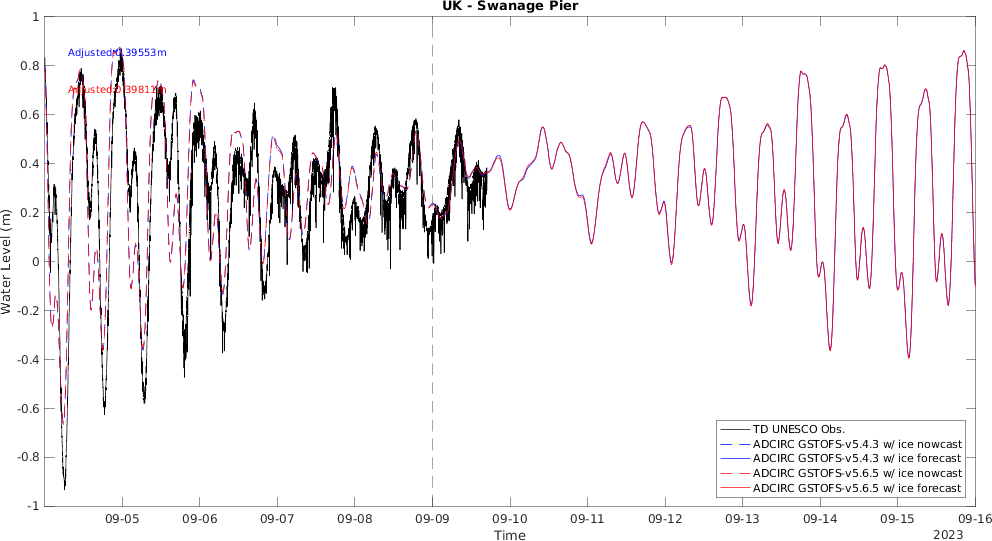 UK - Swanage Pier
Adjusted:0.39553m
Adjusted:0.39811m
1
0.8
0.6
0.4
0.2
0
-0.2
-0.4
-0.6
-0.8
-1
Water Level (m)
09-05 09-06 09-07 09-08 09-09 09-10 09-11 09-12 09-13 09-14 09-15 09-16
Time
2023
TD UNESCO Obs.
ADCIRC GSTOFS-v5.4.3 w/ ice nowcast
ADCIRC GSTOFS-v5.4.3 w/ ice forecast
ADCIRC GSTOFS-v5.6.5 w/ ice nowcast
ADCIRC GSTOFS-v5.6.5 w/ ice forecast